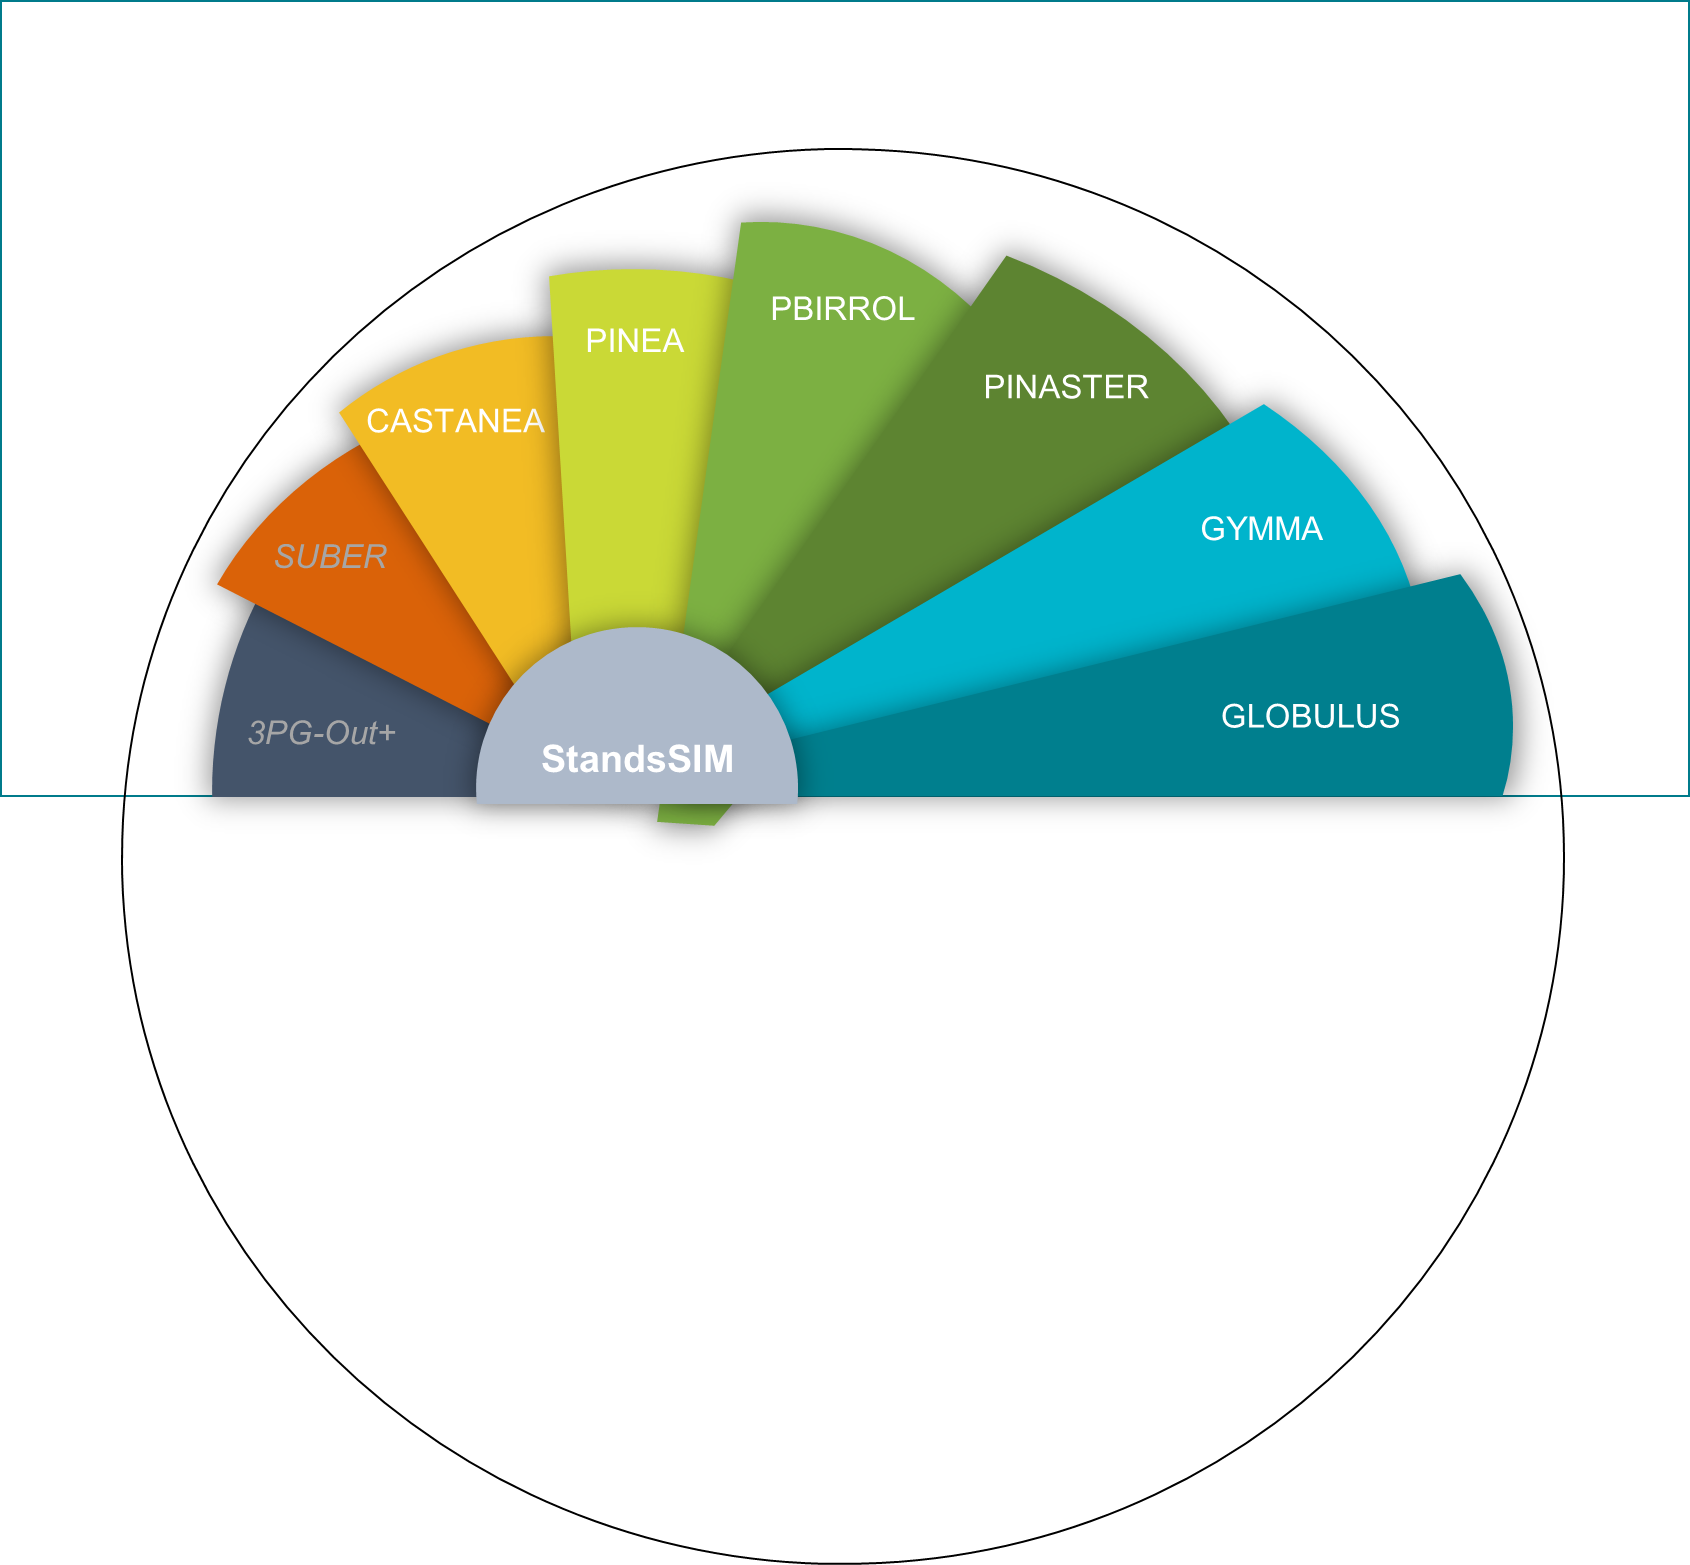 PBIRROL
PINEA
PINASTER
CASTANEA
GYMMA
SUBER
GLOBULUS
3PG-Out+
StandsSIM